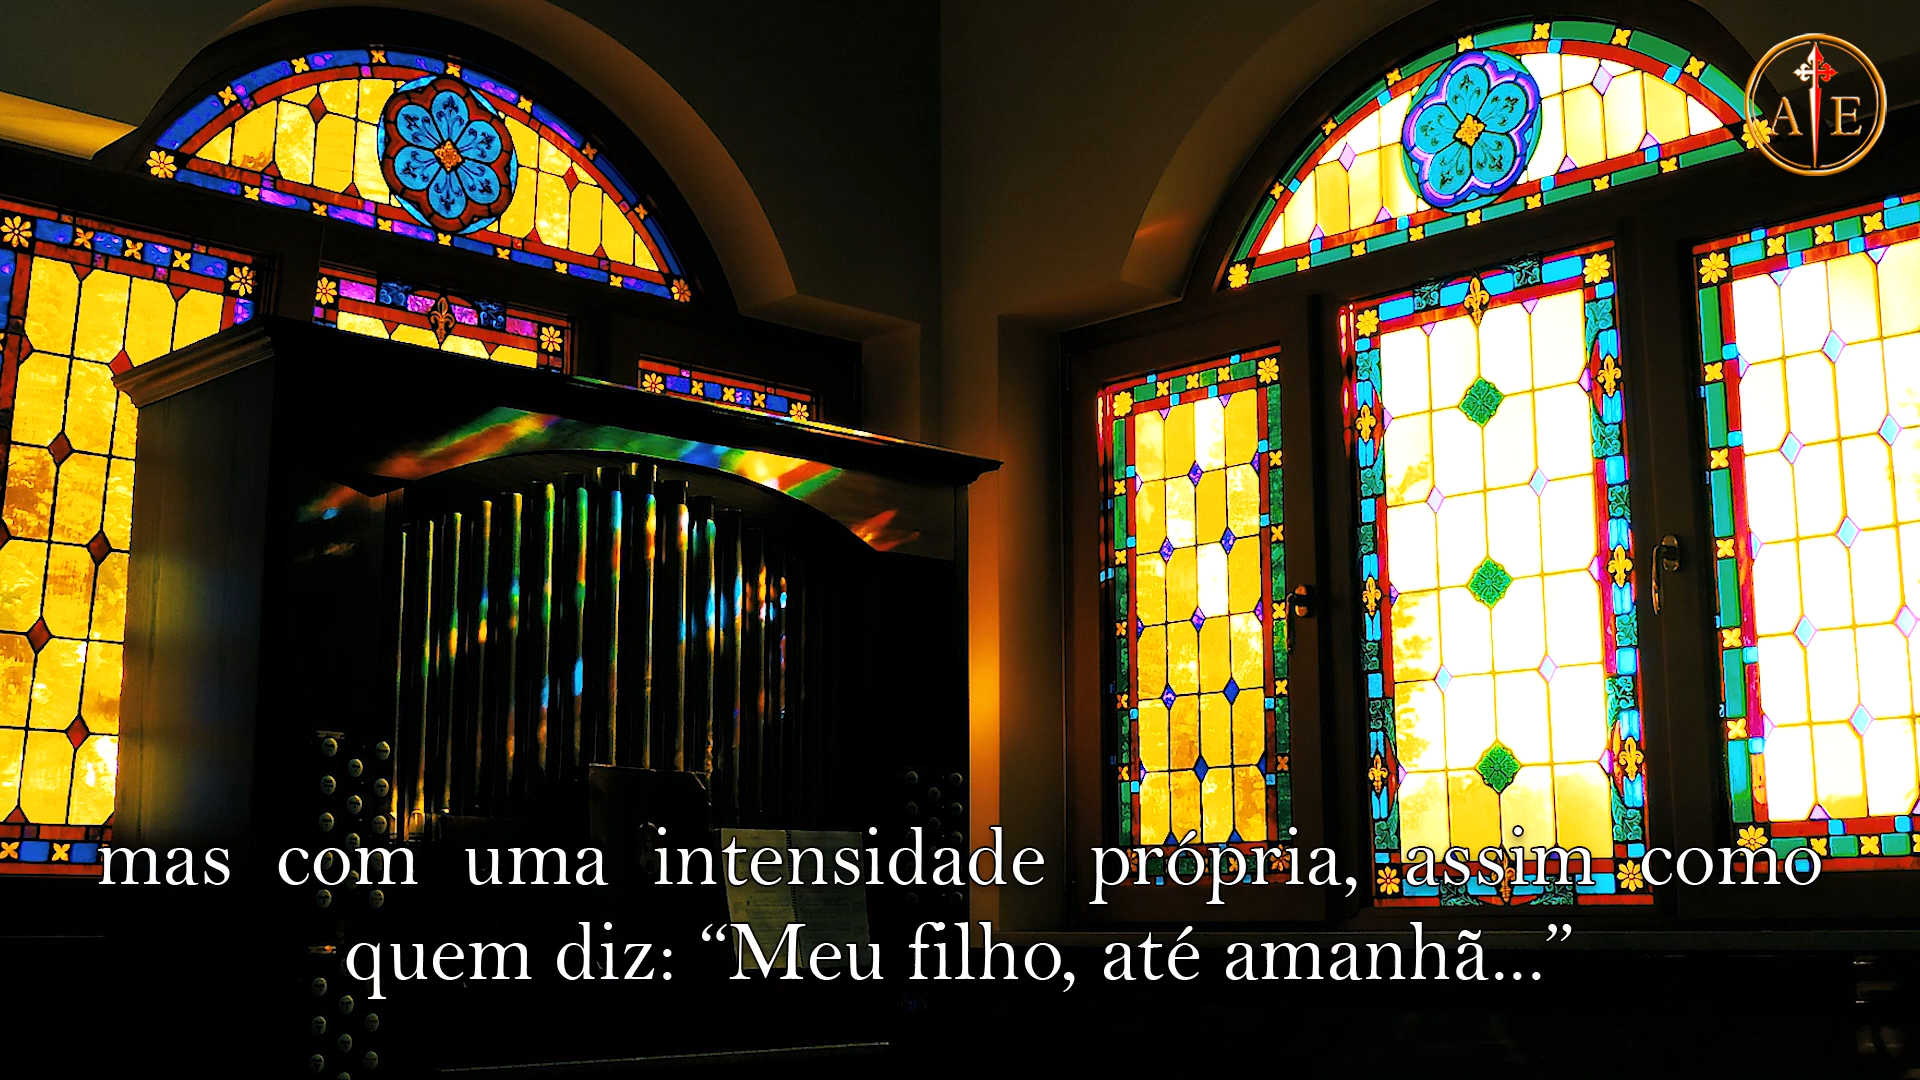 A E
mas com uma intensidade própria, assim como
quem diz: “Meu filho, até amanhã...”